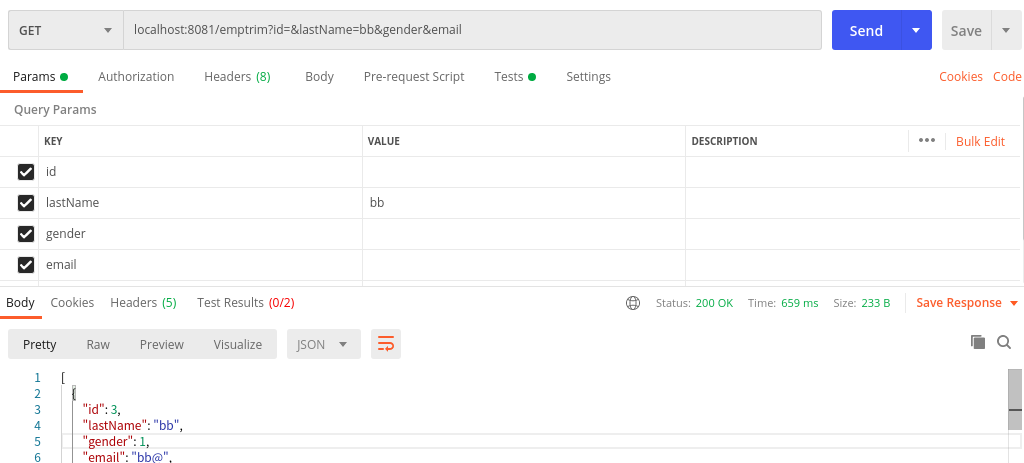 GET localhost:8081/emptrim?id=&lastName=bb&gender&email Send Save
Params Authorization Headers (8) Body Pre-request Script Tests Settings Cookies Code
Query Params
KEY VALUE DESCRIPTION ••• Bulk Edit
id
lastName bb
gender
email
Body Cookies Headers (5) Test Results (0/2) Status: 200 OK Time: 659 ms Size: 233 B Save Response
Pretty Raw Preview Visualize JSON
1 [
2 {
3 "id": 3,
4 "lastName": "bb",
5 "gender": 1,
6 "email": "bb@",